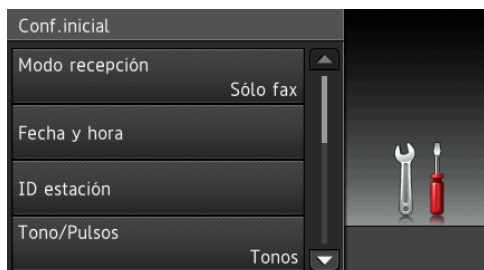 Conf.inicial
Modo recepción
Sólo fax
Fecha y hora
ID estación
Tono/Pulsos
Tonos